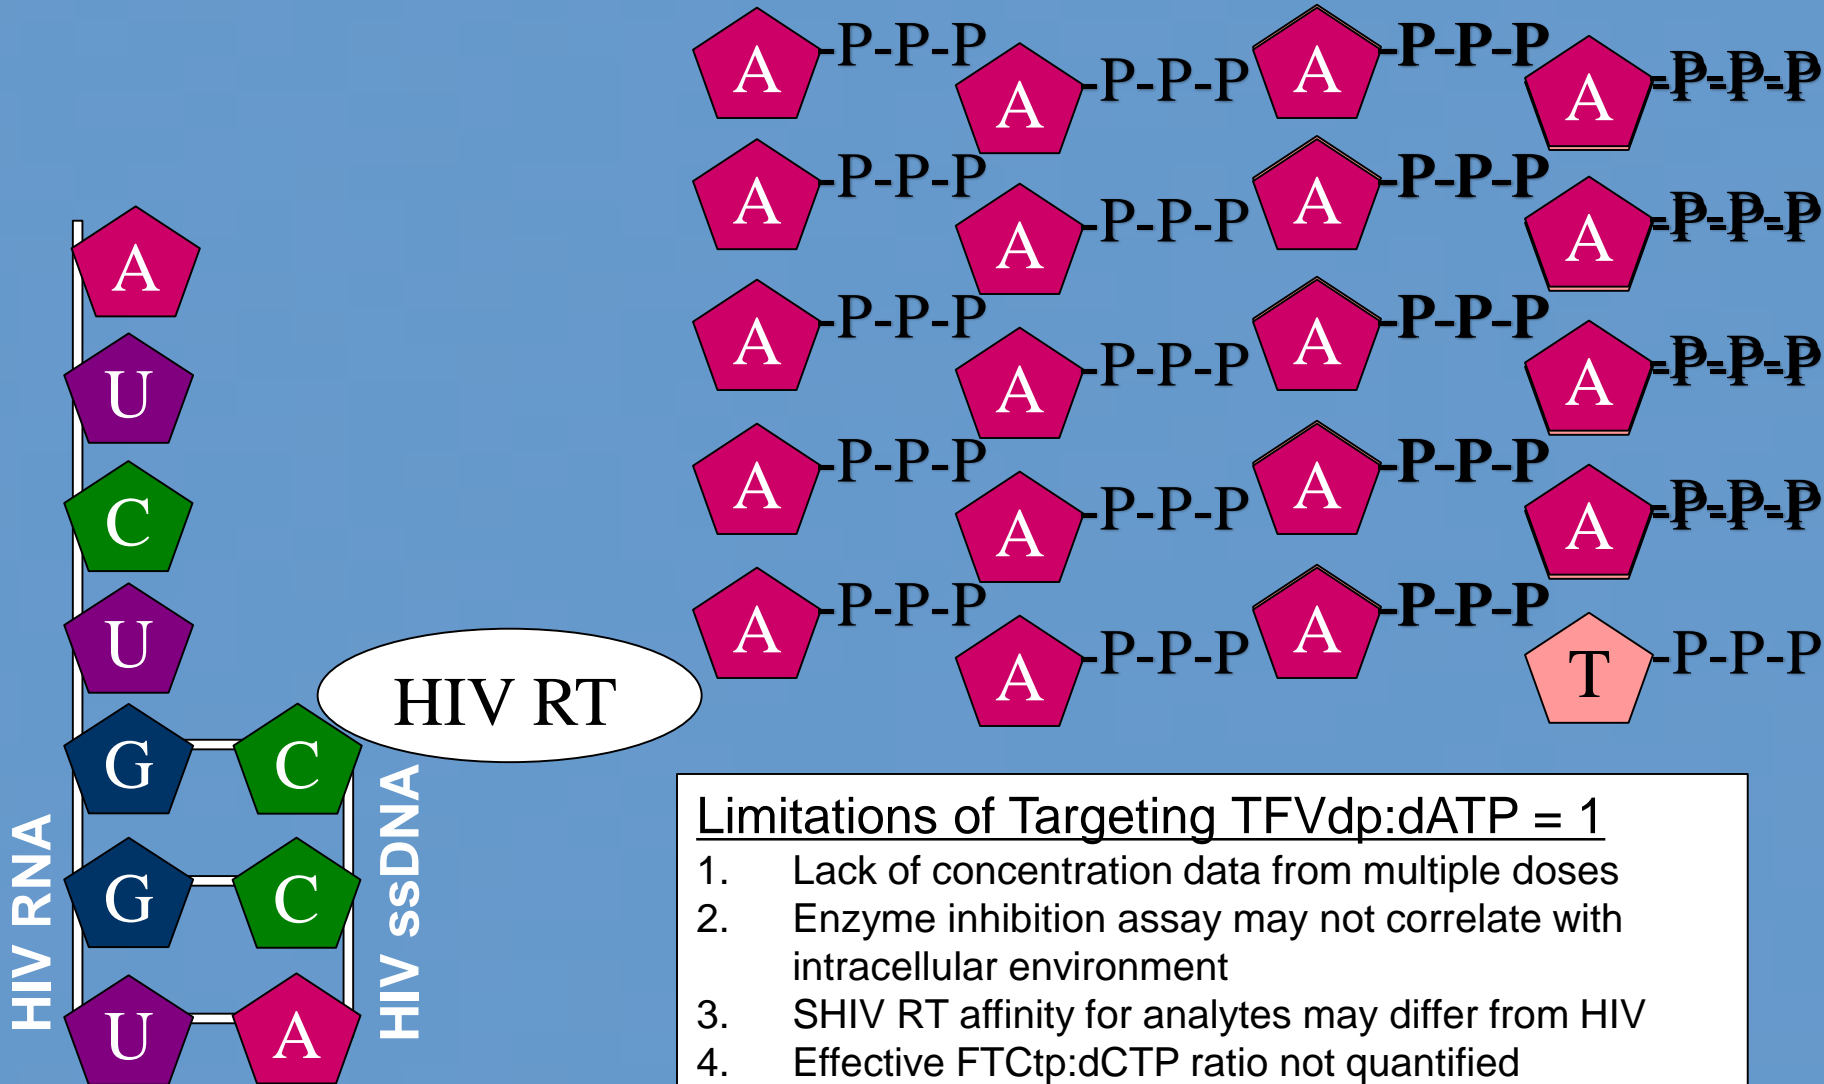 A-P-P-P A-P-P-P A-P-P-P A-P-P-P
A-P-P-P A-P-P-P A-P-P-P A-P-P-P
A-P-P-P A-P-P-P A-P-P-P A-P-P-P
A-P-P-P A-P-P-P A-P-P-P A-P-P-P
A-P-P-P A-P-P-P A-P-P-P T-P-P-P
A
U
C
U
HIV RT
G C
G C
U A
HIV RNA
HIV ssDNA
Limitations of Targeting TFVdp:dATP = 1
1. Lack of concentration data from multiple doses
2. Enzyme inhibition assay may not correlate with
intracellular environment
3. SHIV RT affinity for analytes may differ from HIV
4. Effective FTCtp:dCTP ratio not quantified